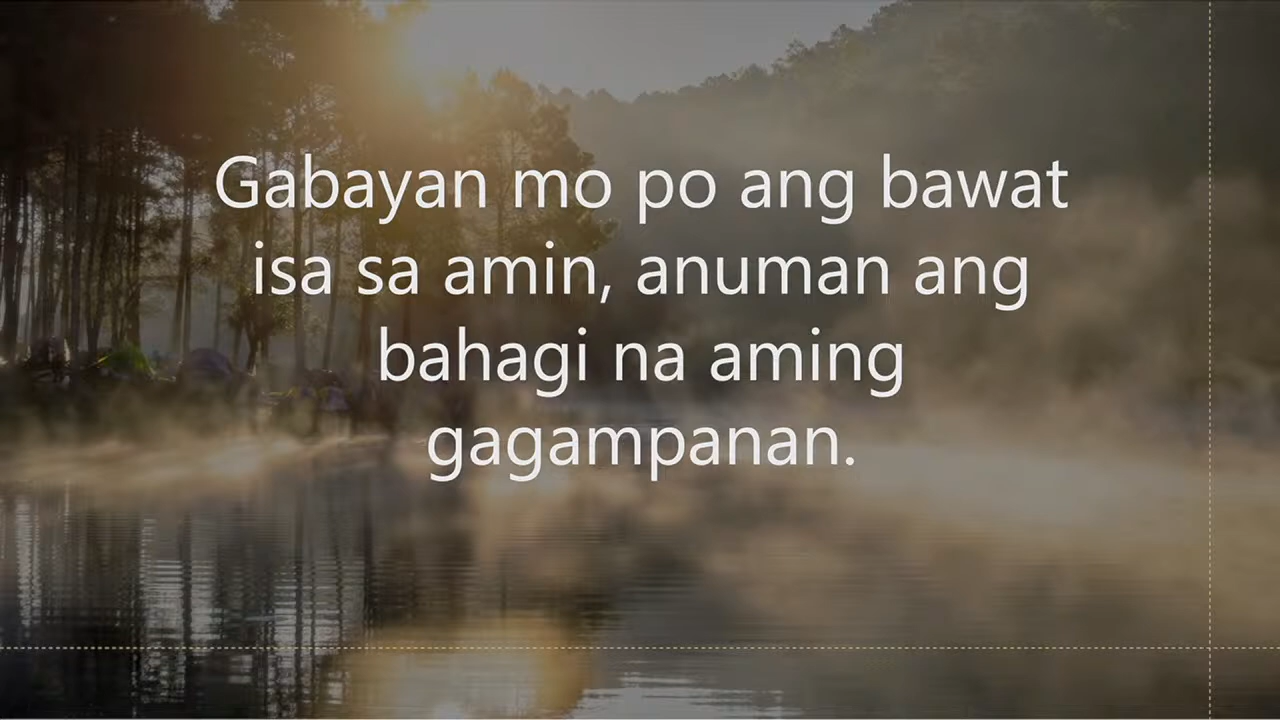 Gabayan mo po ang bawat
isa sa amin, anuman ang
bahagi na aming
gagampanan.